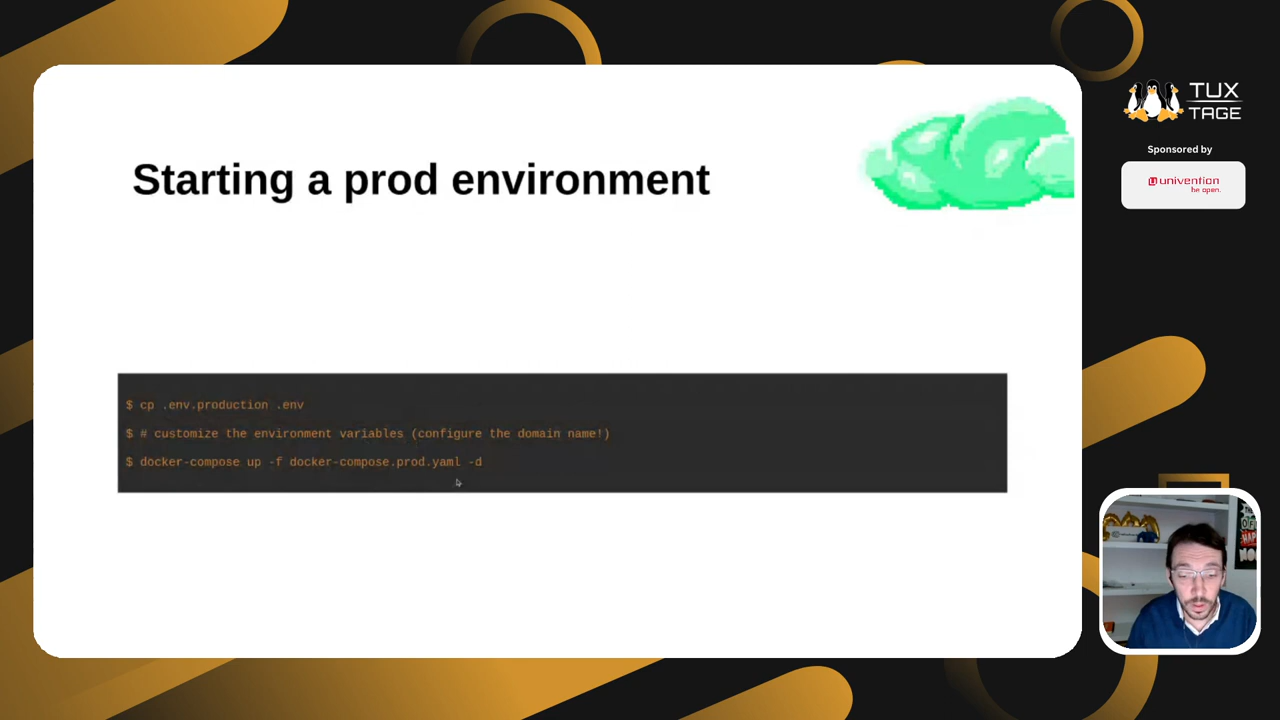 TUX
TAGE
Sponsored by
univention
be open.
Starting a prod environment
$ cp .env.production .env
$ # customize the environment variables (configure the domain name!)
$ docker-compose up -f docker-compose.prod.yaml -d